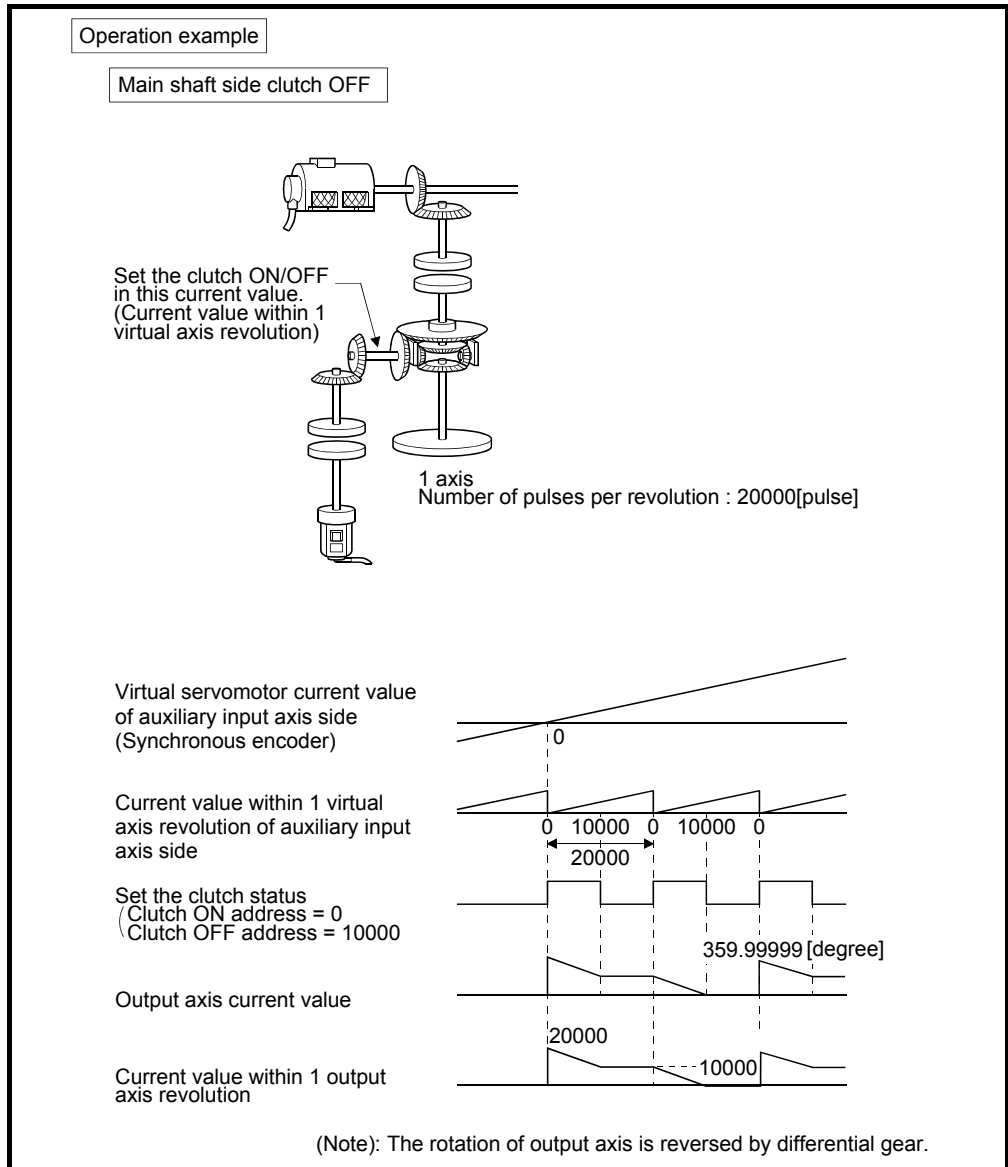 Operation example
Main shaft side clutch OFF
Set the clutch ON/OFF
in this current value.
(Current value within 1
virtual axis revolution)
1 axis
Number of pulses per revolution : 20000[pulse]
Virtual servomotor current value
of auxiliary input axis side
(Synchronous encoder)
0
Current value within 1 virtual
axis revolution of auxiliary input
axis side
0 10000 0 10000 0
20000
Set the clutch status
Clutch ON address = 0
Clutch OFF address = 10000
359.99999 [degree]
Output axis current value
20000
10000
Current value within 1 output
axis revolution
(Note): The rotation of output axis is reversed by differential gear.